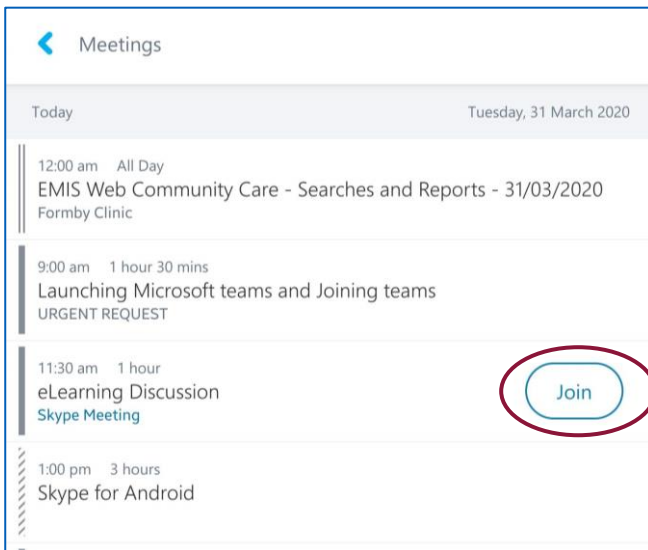 Meetings
Today Tuesday, 31 March 2020
12:00 am All Day
EMIS Web Community Care - Searches and Reports - 31/03/2020
Formby Clinic
9:00 am 1 hour 30 mins
Launching Microsoft teams and Joining teams
URGENT REQUEST
11:30 am 1 hour
eLearning Discussion
Skype Meeting
Join
1:00 pm 3 hours
Skype for Android